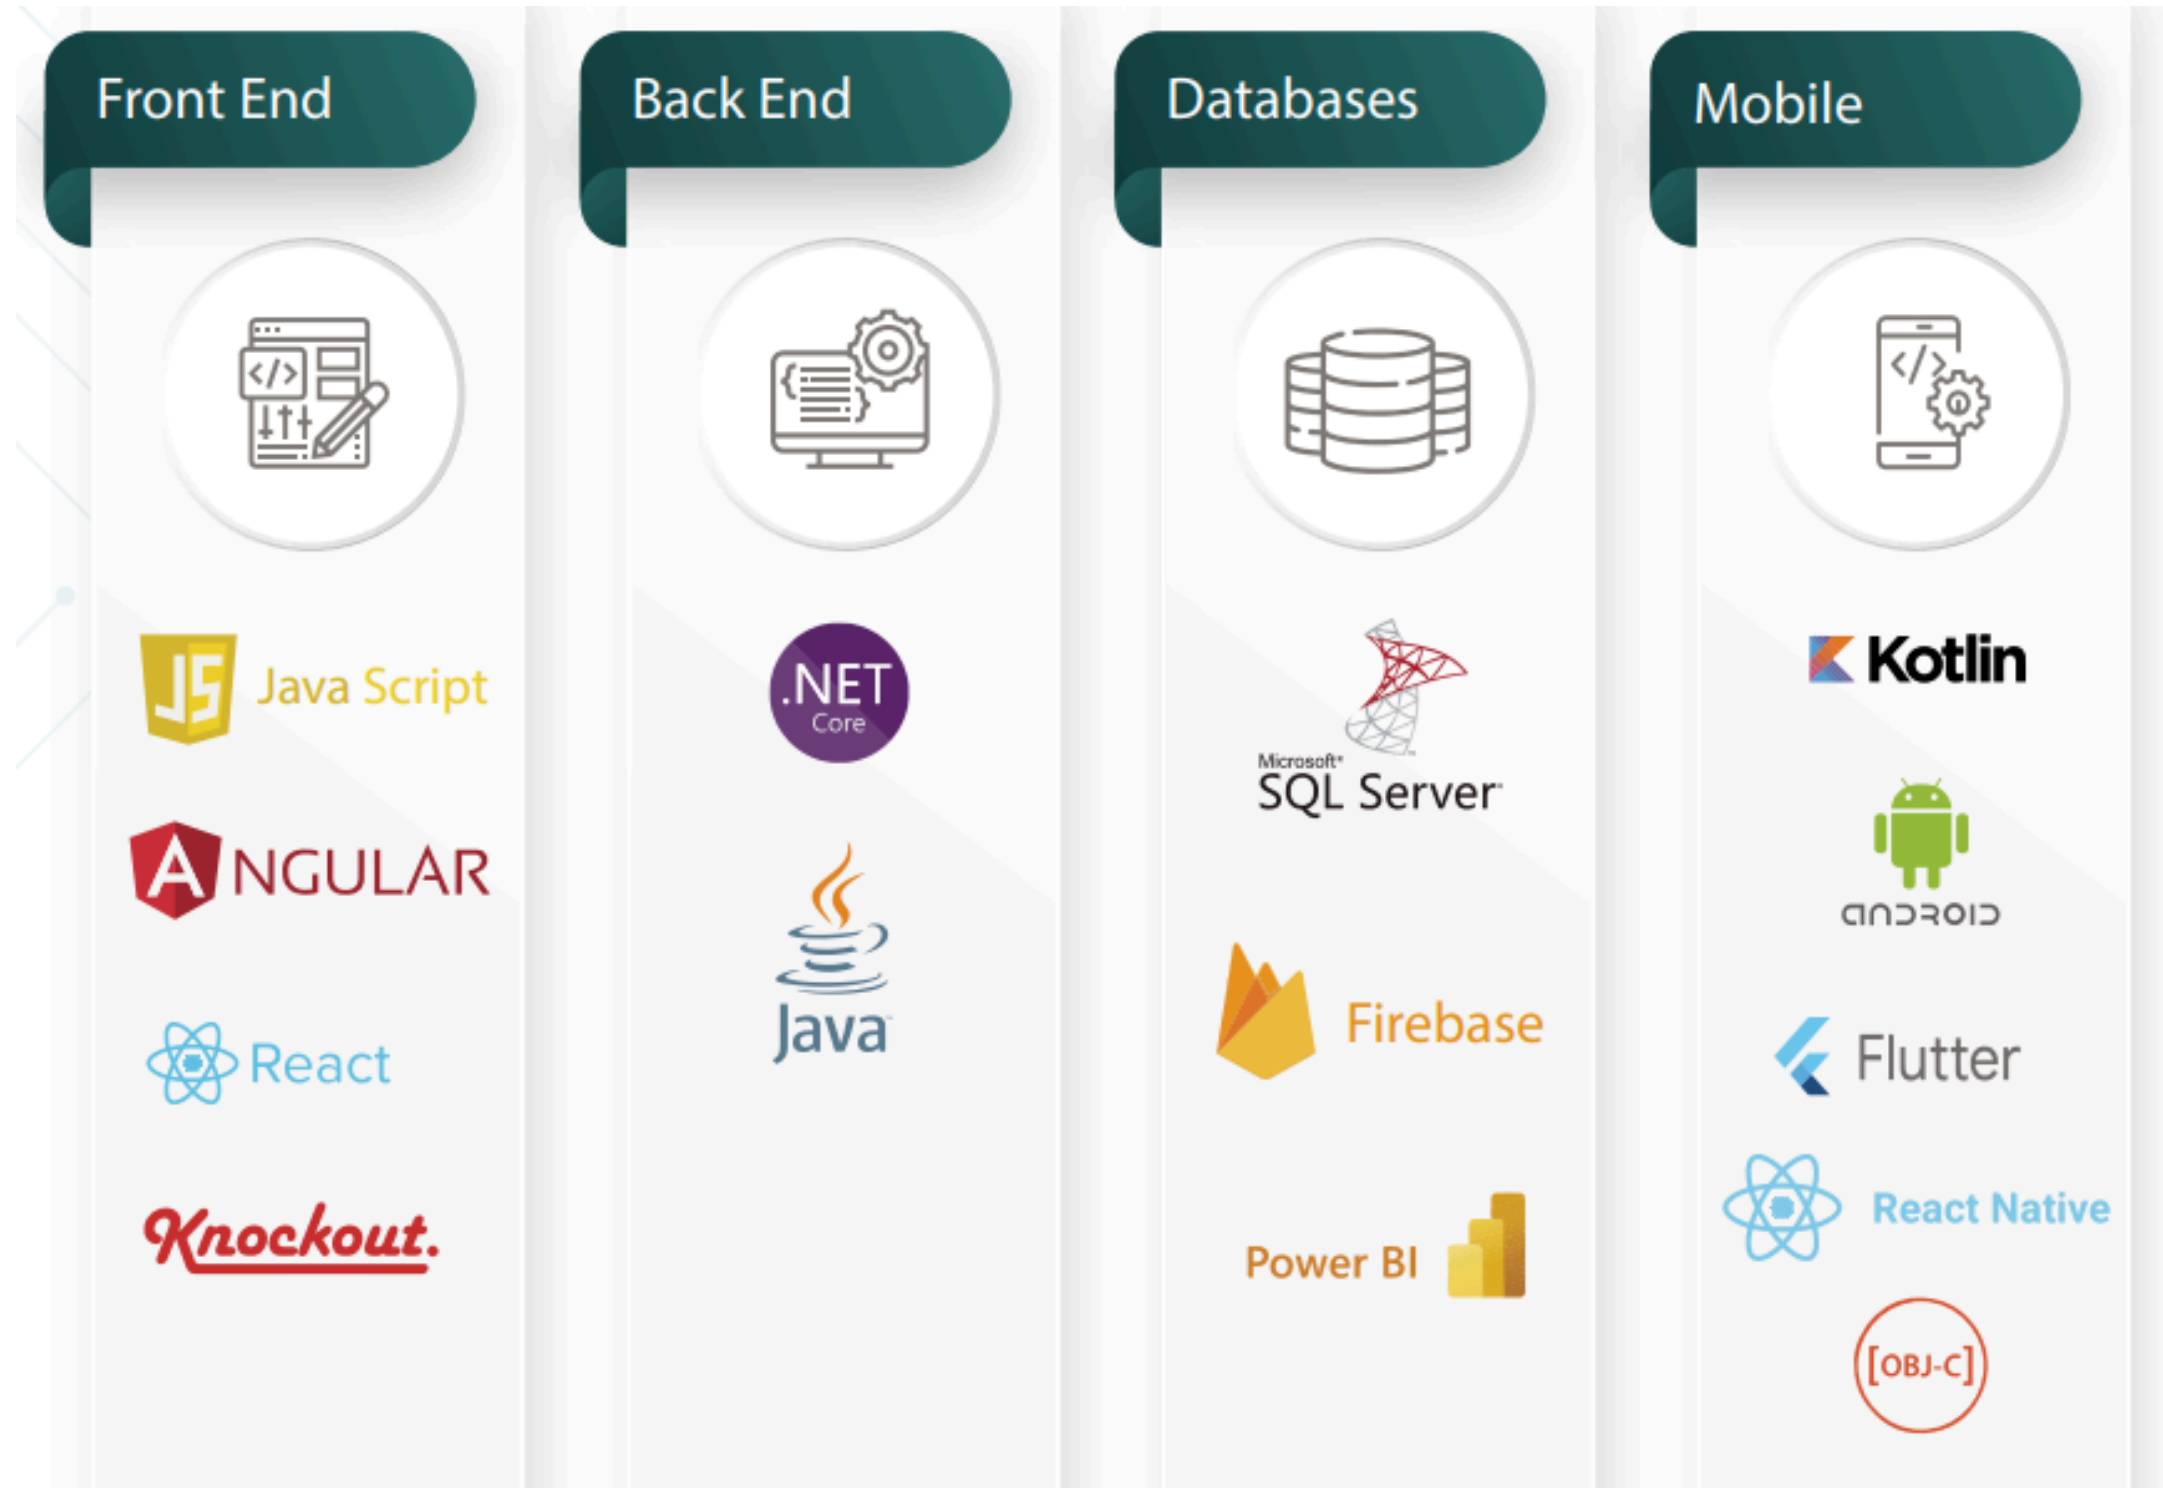 Front End
Java Script
ANGULAR
React
Knockout.
Back End
.NET
Core
Java
Databases
Microsoft
SQL Server
Firebase
Power BI
Mobile
Kotlin
ANDROID
Flutter
React Native
[OBJ-C]